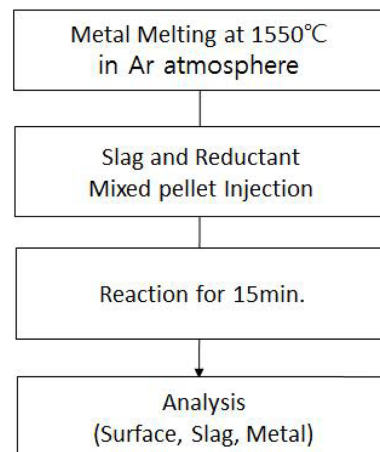 Metal Melting at 1550℃
in Ar atmosphere
Slag and Reductant
Mixed pellet Injection
Reaction for 15min.
Analysis
(Surface, Slag, Metal)